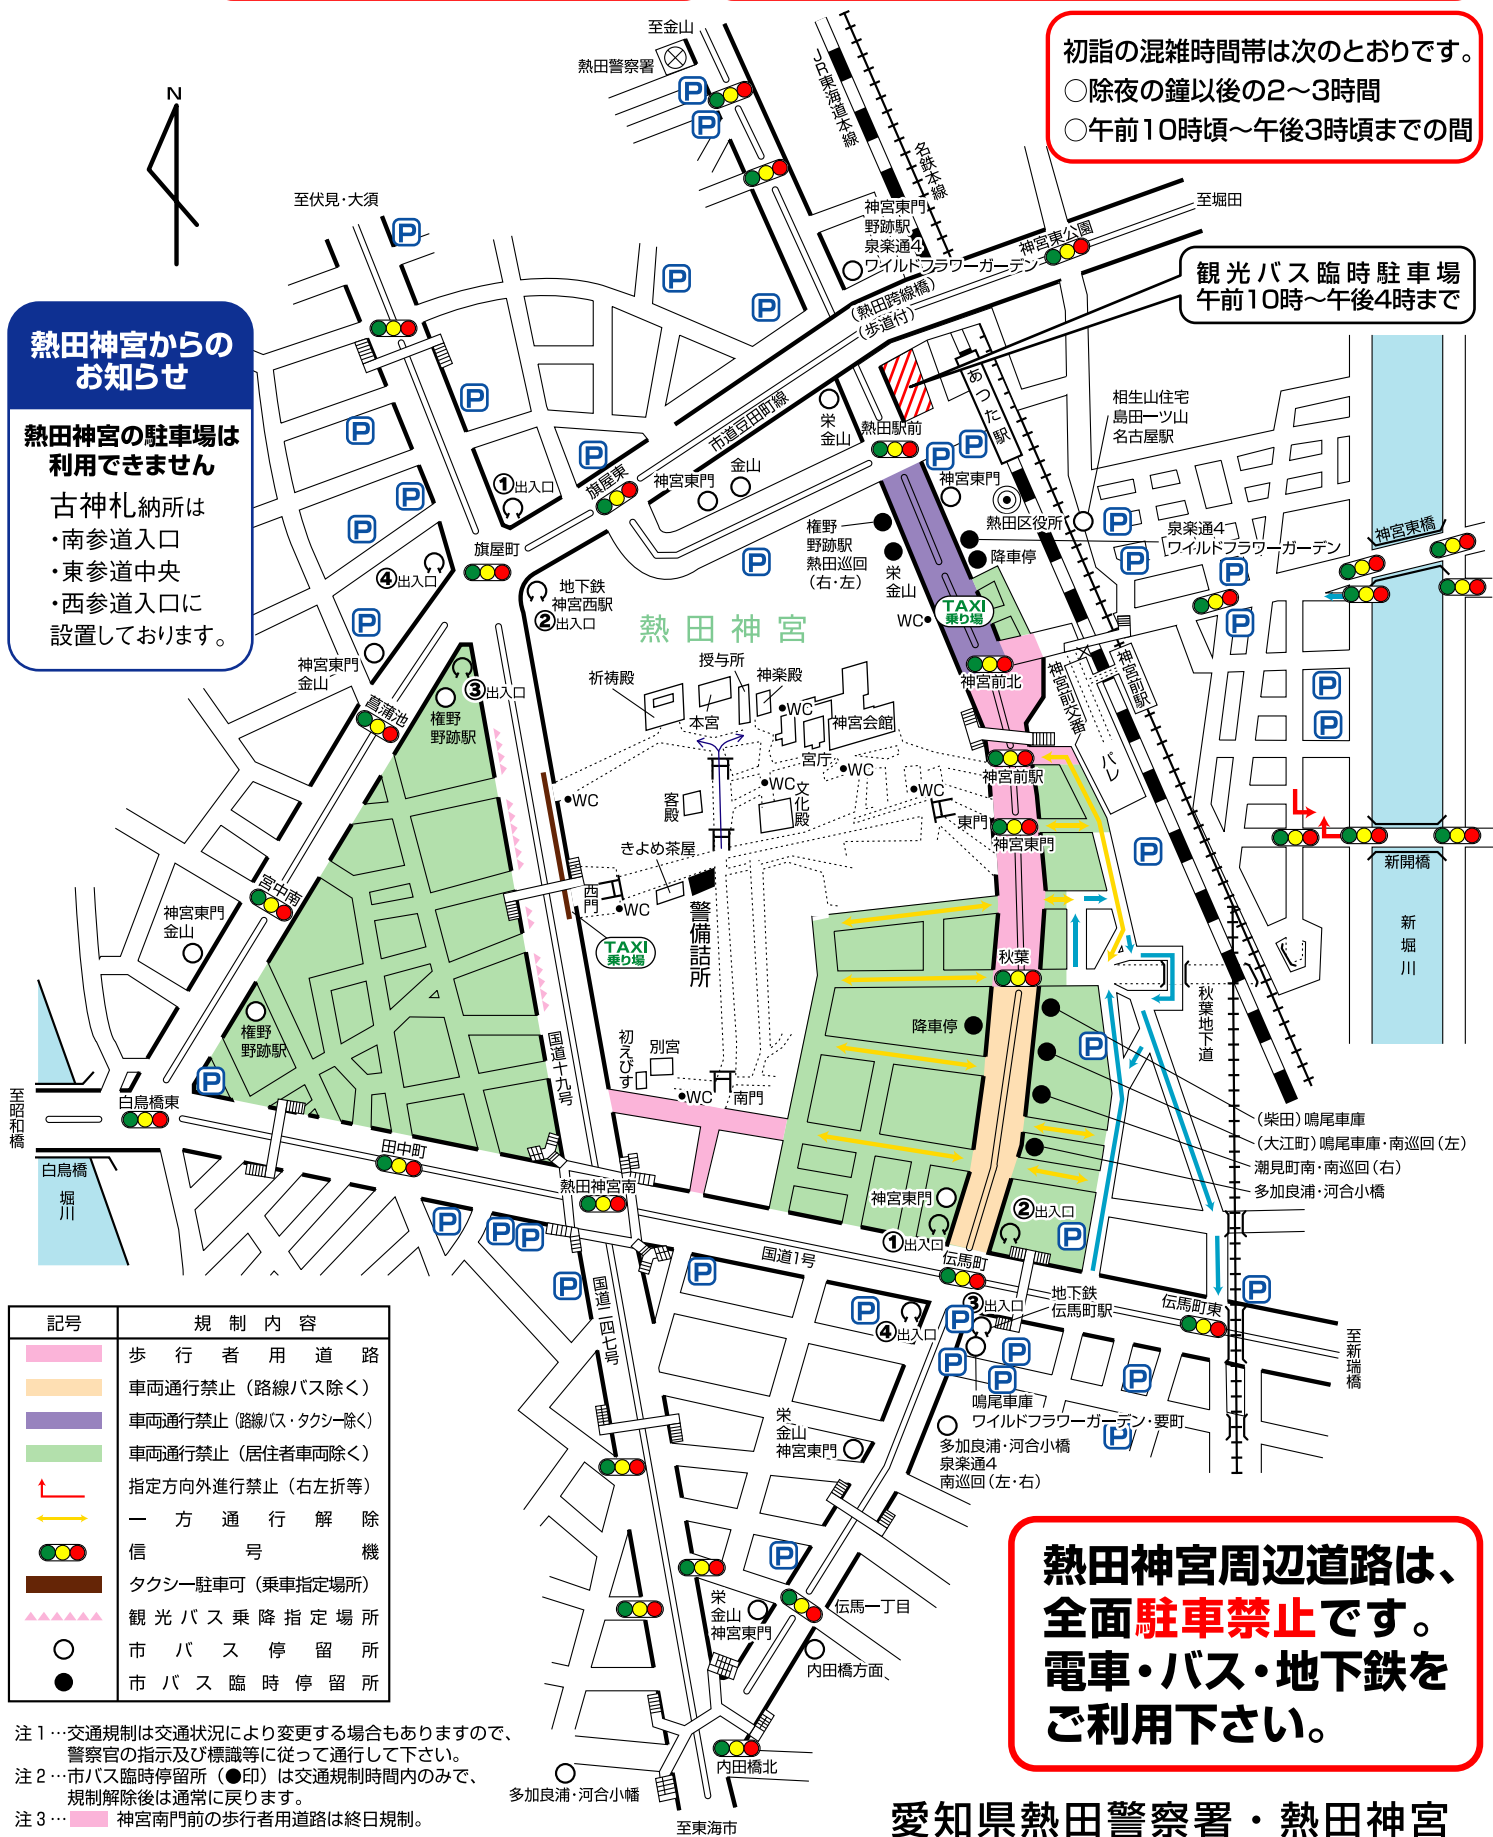 初詣の混雑時間帯は次のとおりです。
○除夜の鐘以後の2～3時間
○午前10時頃～午後3時頃までの間
至金山
熱田警察署
JR東海道本線
名鉄本線
N
至伏見・大須
神宮東門
野跡駅
泉楽通4
ワイルドフラワーガーデン
神宮東公園
至堀田
観光バス臨時駐車場
午前10時～午後4時まで
(熱田跨線橋)
(歩道付)
熱田神宮からの
お知らせ
熱田神宮の駐車場は
利用できません
古神札納所は
・南参道入口
・東参道中央
・西参道入口に
設置しております。
市道豆田町線
栄
金山
熱田駅前
あつた駅
相生山住宅
島田一ツ山
名古屋駅
①出入口
旗屋東
神宮東門
金山
神宮東門
熱田区役所
権野
野跡駅
熱田巡回
(右・左)
栄
金山
降車停
泉楽通4
ワイルドフラワーガーデン
神宮東橋
旗屋町
④出入口
地下鉄
神宮西駅
②出入口
熱田神宮
WC
TAXI
乗り場
神宮東門
金山
③出入口
権野
野跡駅
菖蒲池
祈祷殿
授与所
神楽殿
本宮
WC
神宮会館
宮庁
神宮前北
神宮前交番
神宮前駅
パレ
神宮前駅
WC
客殿
WC
文化殿
WC
WC
東門
神宮東門
きよめ茶屋
西門
WC
警備詰所
TAXI
乗り場
宮中南
神宮東門
金山
権野
野跡駅
新開橋
新堀川
秋葉
秋葉地下道
降車停
国道十九号
初えびす
別宮
WC
南門
至昭和橋
白鳥橋東
白鳥橋
堀川
田中町
熱田神宮南
(柴田)鳴尾車庫
(大江町)鳴尾車庫・南巡回(左)
潮見町南・南巡回(右)
多加良浦・河合小橋
神宮東門
①出入口
②出入口
伝馬町
国道1号
国道二四七号
③出入口
地下鉄
伝馬町駅
④出入口
伝馬町東
至新瑞橋
鳴尾車庫
ワイルドフラワーガーデン・要町
栄
金山
神宮東門
多加良浦・河合小橋
泉楽通4
南巡回(左・右)
記号 規制内容
歩行者用道路
車両通行禁止(路線バス除く)
車両通行禁止(路線バス・タクシー除く)
車両通行禁止(居住者車両除く)
指定方向外進行禁止(右左折等)
一方通行解除
信号機
タクシー駐車可(乗車指定場所)
観光バス乗降指定場所
市バス停留所
市バス臨時停留所
栄
金山
神宮東門
伝馬一丁目
内田橋方面
内田橋北
多加良浦・河合小幡
至東海市
注1…交通規制は交通状況により変更する場合もありますので、
警察官の指示及び標識等に従って通行して下さい。
注2…市バス臨時停留所(●印)は交通規制時間内のみで、
規制解除後は通常に戻ります。
注3… 神宮南門前の歩行者用道路は終日規制。
熱田神宮周辺道路は、
全面駐車禁止です。
電車・バス・地下鉄を
ご利用下さい。
愛知県熱田警察署・熱田神宮